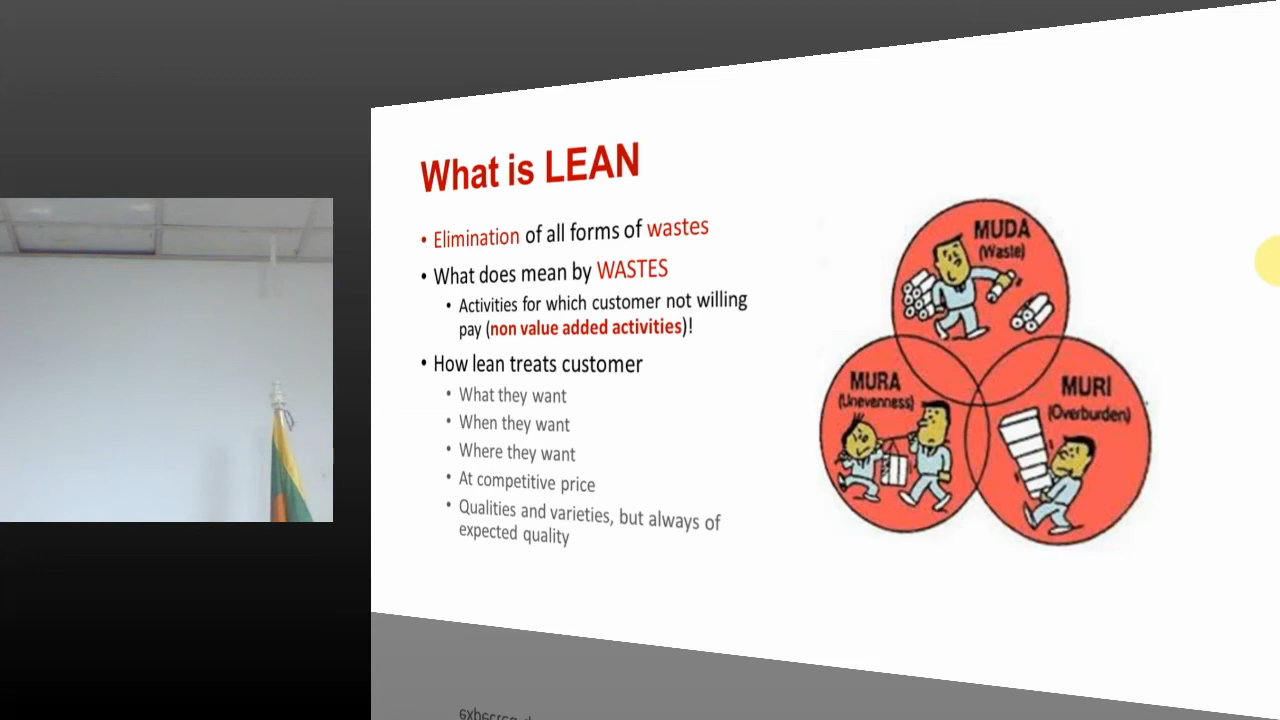 What is LEAN
• Elimination of all forms of wastes
• What does mean by WASTES
• Activities for which customer not willing
pay (non value added activities)!
• How lean treats customer
• What they want
• When they want
• Where they want
• At competitive price
• Qualities and varieties, but always of
expected quality
MUDA
(Waste)
MURA
(Unevenness)
MURI
(Overburden)